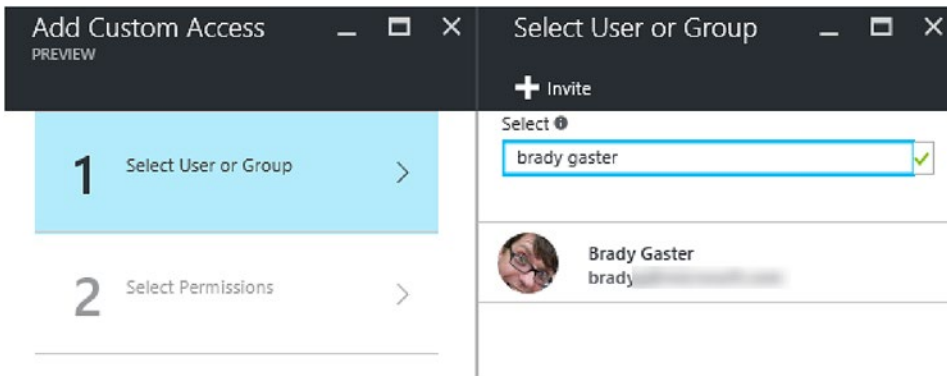 Add Custom Access
PREVIEW
1 Select User or Group
2 Select Permissions
Select User or Group
Invite
Select
brady gaster
Brady Gaster
brady